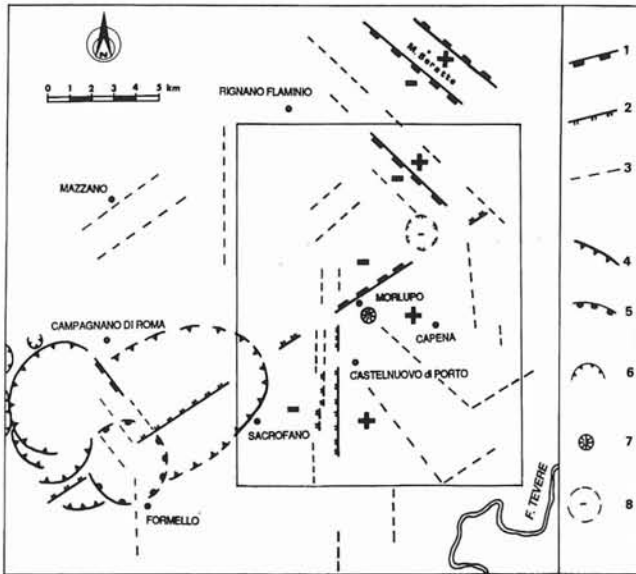 N
0 1 2 3 4 5 km
M. Soratte
RIGNANO FLAMINIO
MAZZANO
MORLUPO
CAPENA
CAMPAGNANO DI ROMA
CASTELNUOVO di PORTO
SACROFANO
FORMELLO
F. TEVERE
1
2
3
4
5
6
7
8